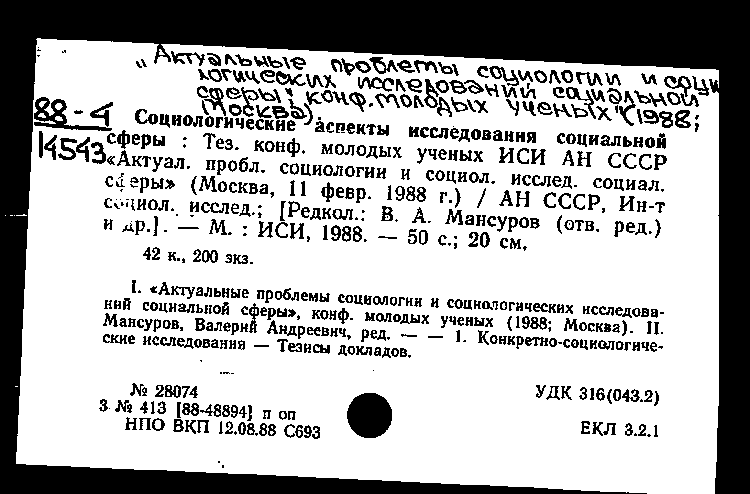 „Актуальные проблемы социологии и социо
логических исследований социальной
сферы", конф. молодых ученых" (1988;
Москва)
88-4
14543
Социологические аспекты исследования социальной
сферы : Тез. конф. молодых ученых ИСИ АН СССР
«Актуал. пробл. социологии и социол. исслед. социал.
сферы» (Москва, 11 февр. 1988 г.) / АН СССР, Ин-т
социол. исслед.; [Редкол.: В. А. Мансуров (отв. ред.)
и др.]. — М. : ИСИ, 1988. — 50 с.; 20 см.
42 к., 200 экз.
I. «Актуальные проблемы социологии и социологических исследова-
ний социальной сферы», конф. молодых ученых (1988; Москва). II.
Мансуров, Валерий Андреевич, ред. — — 1. Конкретно-социологиче-
ские исследования — Тезисы докладов.
№ 28074
УДК 316(043.2)
3 № 413 [88-48894] п оп
НПО ВКП 12.08.88 С693
ЕКЛ 3.2.1